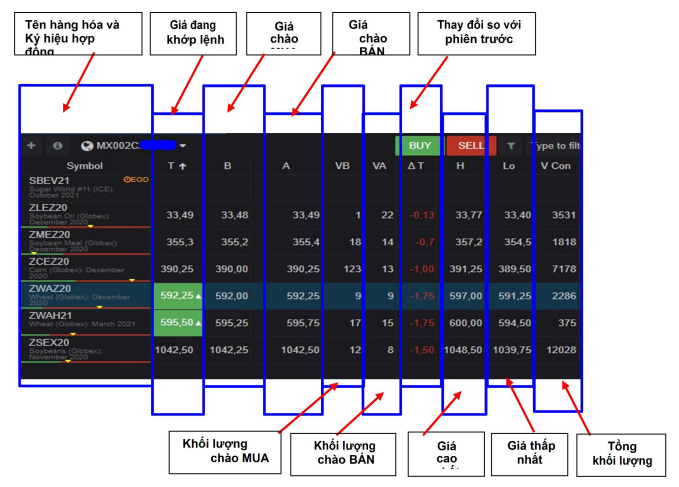 Tên hàng hóa và
Ký hiệu hợp
đồng
Giá đang
khớp lệnh
Giá
chào
Giá
chào
BÁN
Thay đổi so với
phiên trước
+ MX002C. BUY SELL Type to filt
Symbol T B A VB VA Δ T H Lo V Con
SBEV21 EOD
Sugar World #11 (ICE):
October 2021
ZLEZ20
Soybean Oil (Globex):
December 2020
33,49 33,48 33,49 1 22 -0,13 33,77 33,40 3531
ZMEZ20
Soybean Meal (Globex):
December 2020
355,3 355,2 355,4 18 14 -0,7 357,2 354,5 1818
ZCEZ20
Corn (Globex): December
2020
390,25 390,00 390,25 123 13 -1,00 391,25 389,50 7178
ZWAZ20
Wheat (Globex): December
2020
592,25 592,00 592,25 9 9 -1,75 597,00 591,25 2286
ZWAH21
Wheat (Globex): March 2021
595,50 595,25 595,75 17 15 -1,75 600,00 594,50 375
ZSEX20
Soybeans (Globex):
November 2020
1042,50 1042,25 1042,50 12 8 -1,50 1048,50 1039,75 12028
Khối lượng
chào MUA
Khối lượng
chào BÁN
Giá
cao
Giá thấp
nhất
Tổng
khối lượng